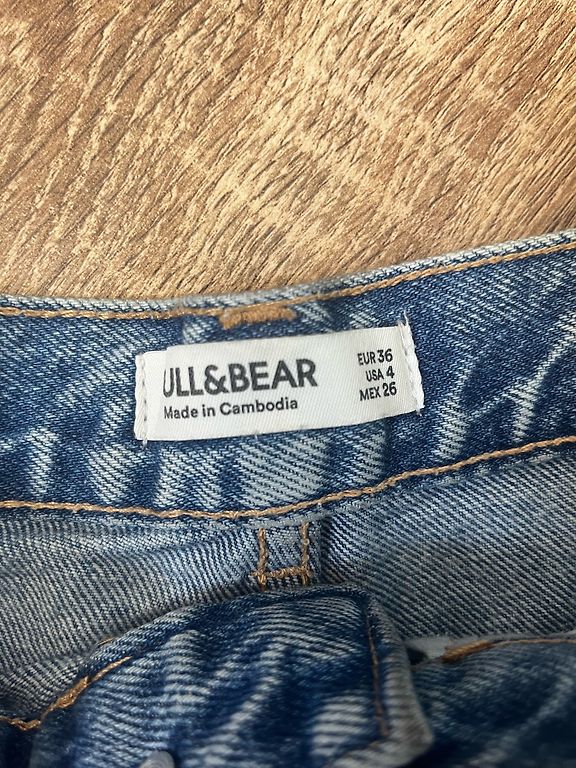 ULL&BEAR
Made in Cambodia
EUR 36
USA 4
MEX 26